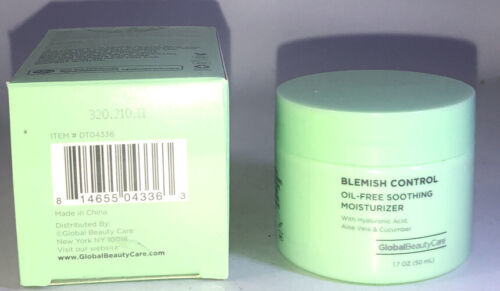 320.210.11
ITEM # DT04336
8 14655 04336 3
Made in China
Distributed By:
©Global Beauty Care
New York NY 10018
Visit our website:
www.GlobalBeautyCare.com
BLEMISH CONTROL
OIL-FREE SOOTHING
MOISTURIZER
With Hyaluronic Acid,
Aloe Vera & Cucumber
GlobalBeautyCare
1.7 OZ (50 mL)